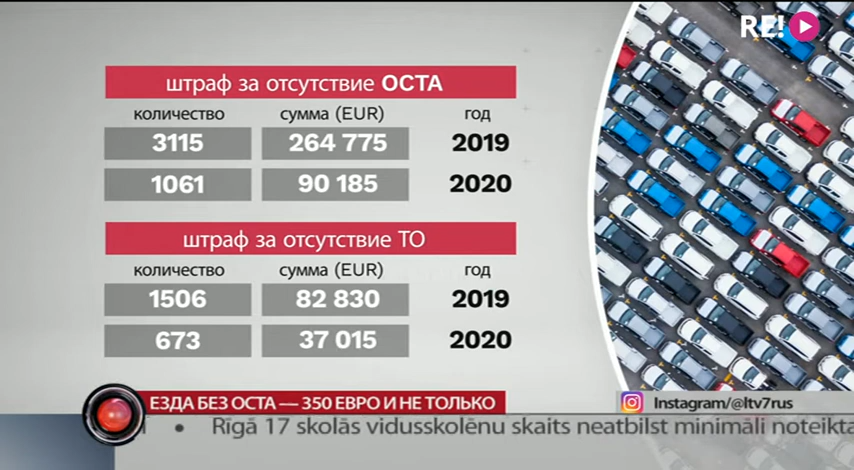 RE!
штраф за отсутствие ОСТА
количество сумма (EUR) год
3115 264 775 2019
1061 90 185 2020
штраф за отсутствие ТО
количество сумма (EUR) год
1506 82 830 2019
673 37 015 2020
ЕЗДА БЕЗ ОСТА — 350 ЕВРО И НЕ ТОЛЬКО
Instagram/@ltv7rus
• Rīgā 17 skolās vidusskolēnu skaits neatbilst minimāli noteikta